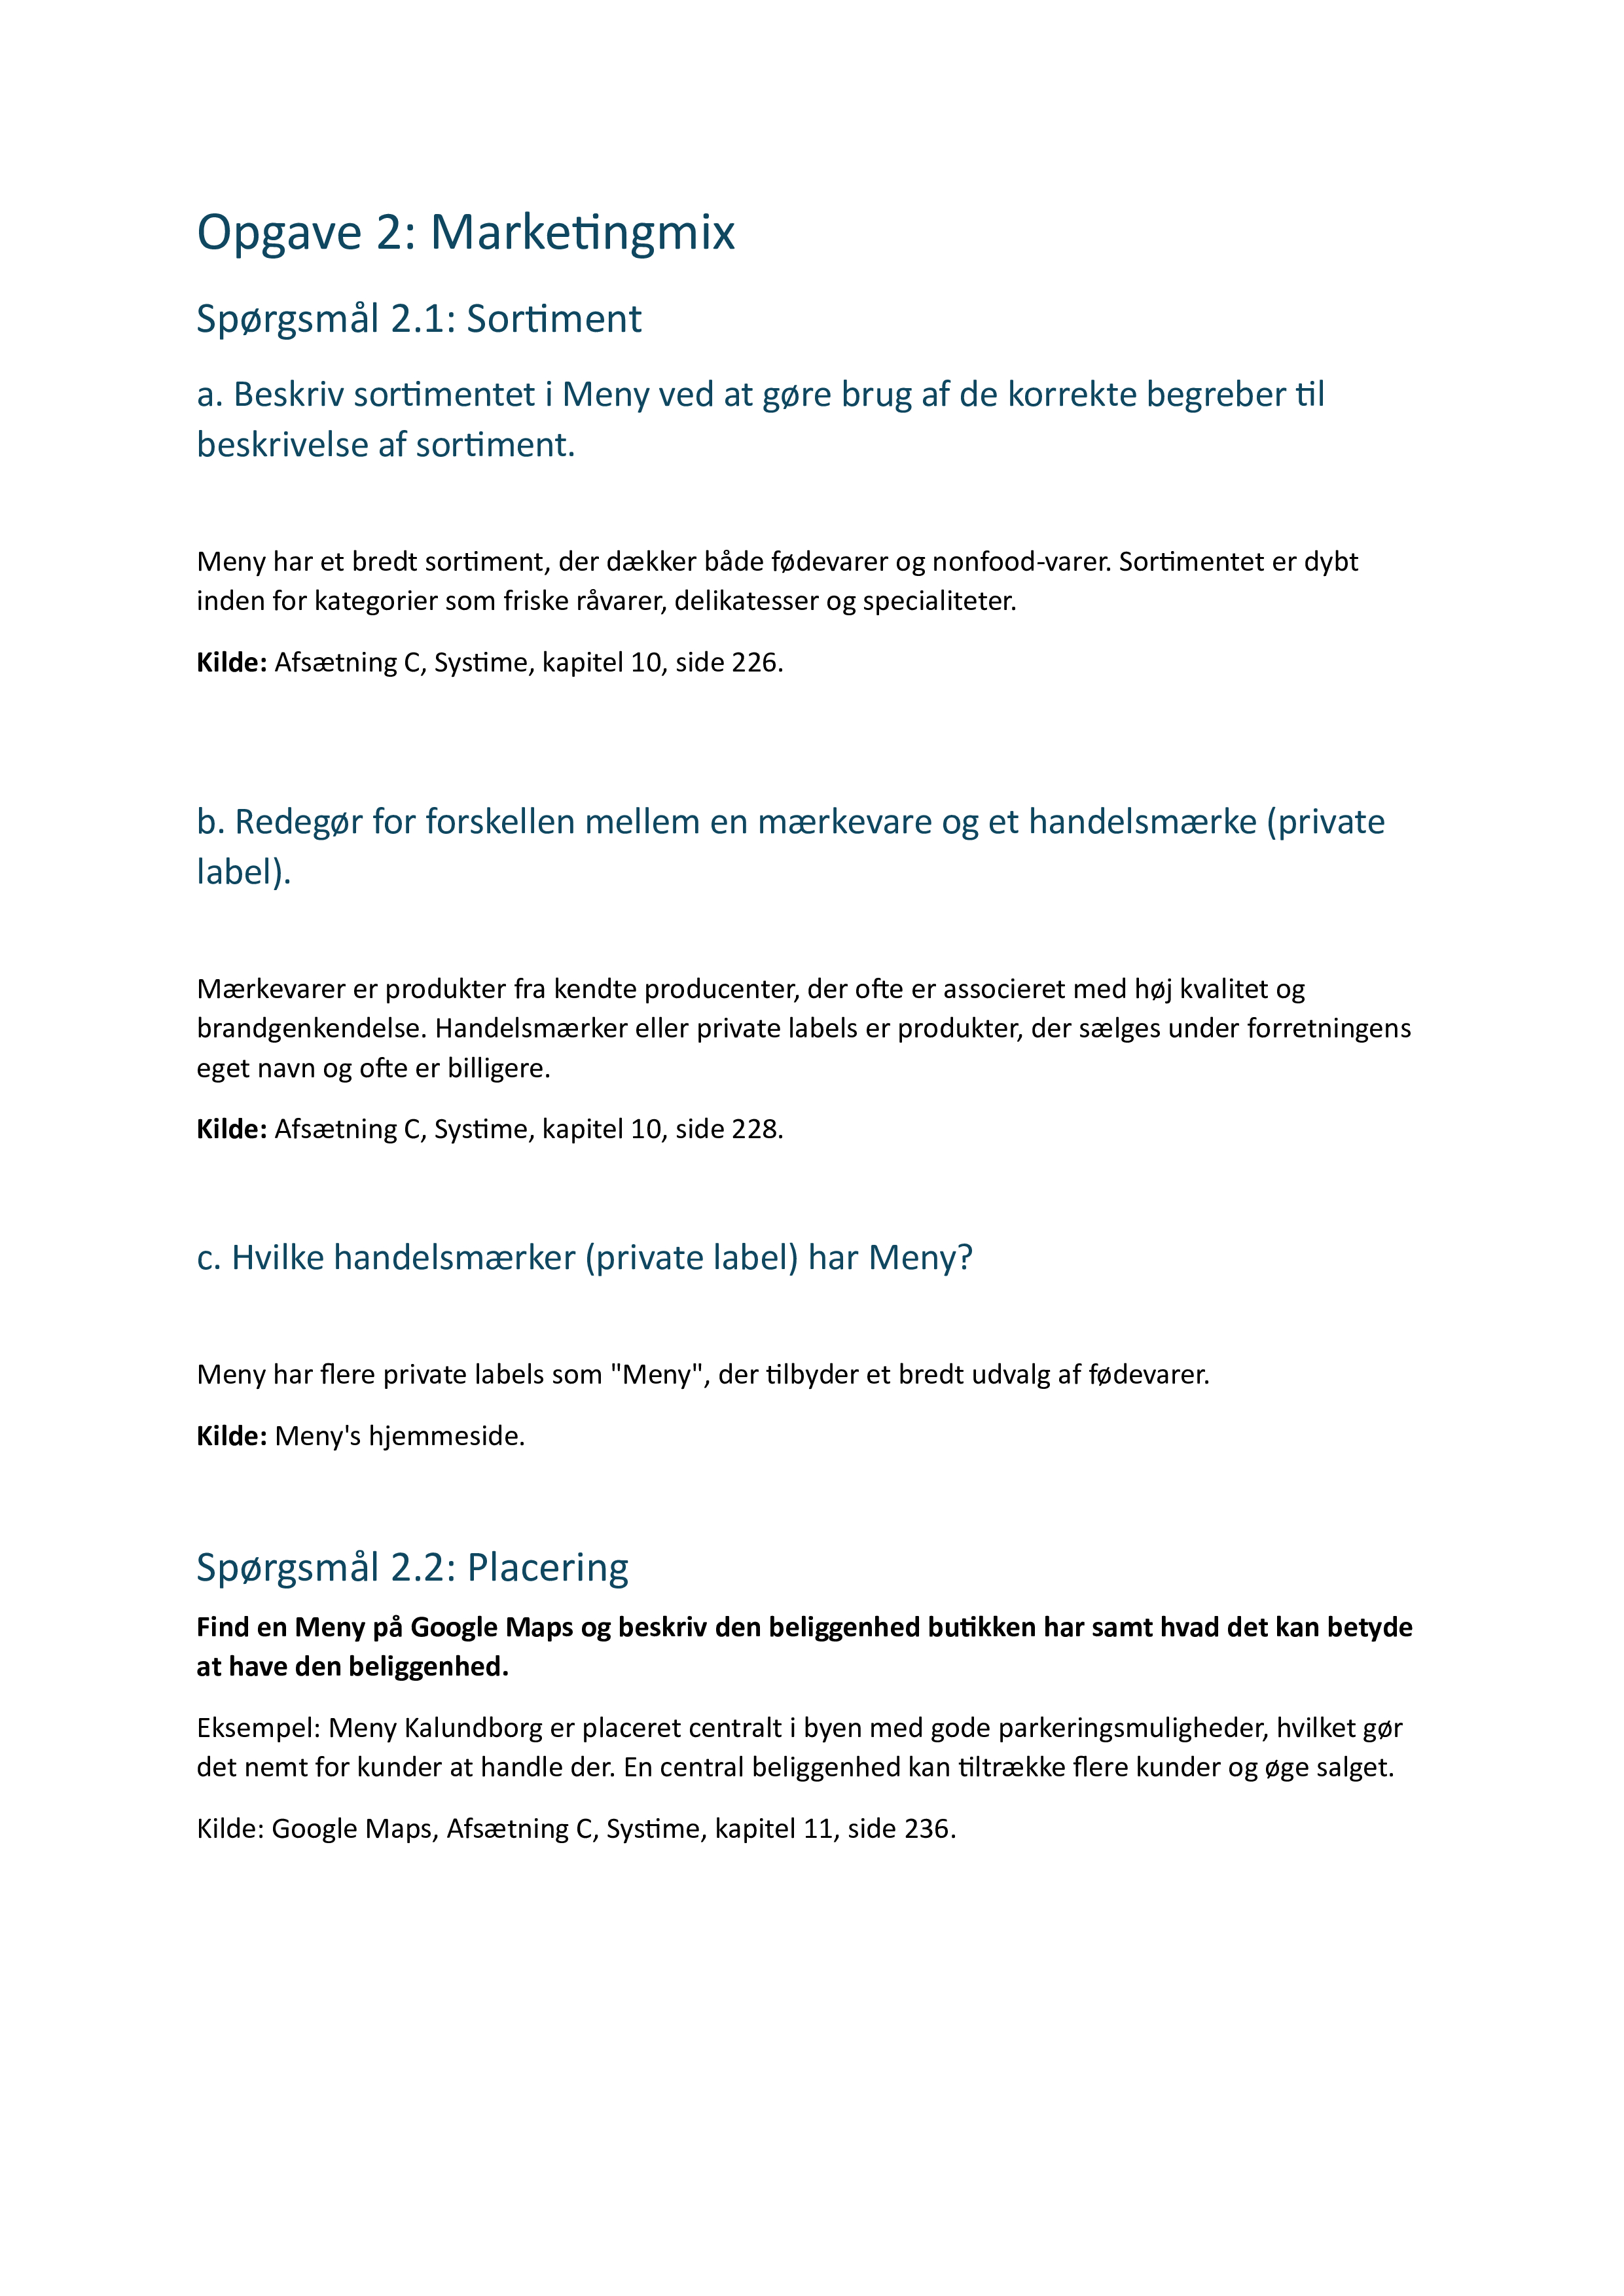 Opgave 2: Marketingmix
Spørgsmål 2.1: Sortiment
a. Beskriv sortimentet i Meny ved at gøre brug af de korrekte begreber til
beskrivelse af sortiment.
Meny har et bredt sortiment, der dækker både fødevarer og nonfood-varer. Sortimentet er dybt
inden for kategorier som friske råvarer, delikatesser og specialiteter.
Kilde: Afsætning C, Systime, kapitel 10, side 226.
b. Redegør for forskellen mellem en mærkevare og et handelsmærke (private
label).
Mærkevarer er produkter fra kendte producenter, der ofte er associeret med høj kvalitet og
brandgenkendelse. Handelsmærker eller private labels er produkter, der sælges under forretningens
eget navn og ofte er billigere.
Kilde: Afsætning C, Systime, kapitel 10, side 228.
c. Hvilke handelsmærker (private label) har Meny?
Meny har flere private labels som "Meny", der tilbyder et bredt udvalg af fødevarer.
Kilde: Meny's hjemmeside.
Spørgsmål 2.2: Placering
Find en Meny på Google Maps og beskriv den beliggenhed butikken har samt hvad det kan betyde
at have den beliggenhed.
Eksempel: Meny Kalundborg er placeret centralt i byen med gode parkeringsmuligheder, hvilket gør
det nemt for kunder at handle der. En central beliggenhed kan tiltrække flere kunder og øge salget.
Kilde: Google Maps, Afsætning C, Systime, kapitel 11, side 236.